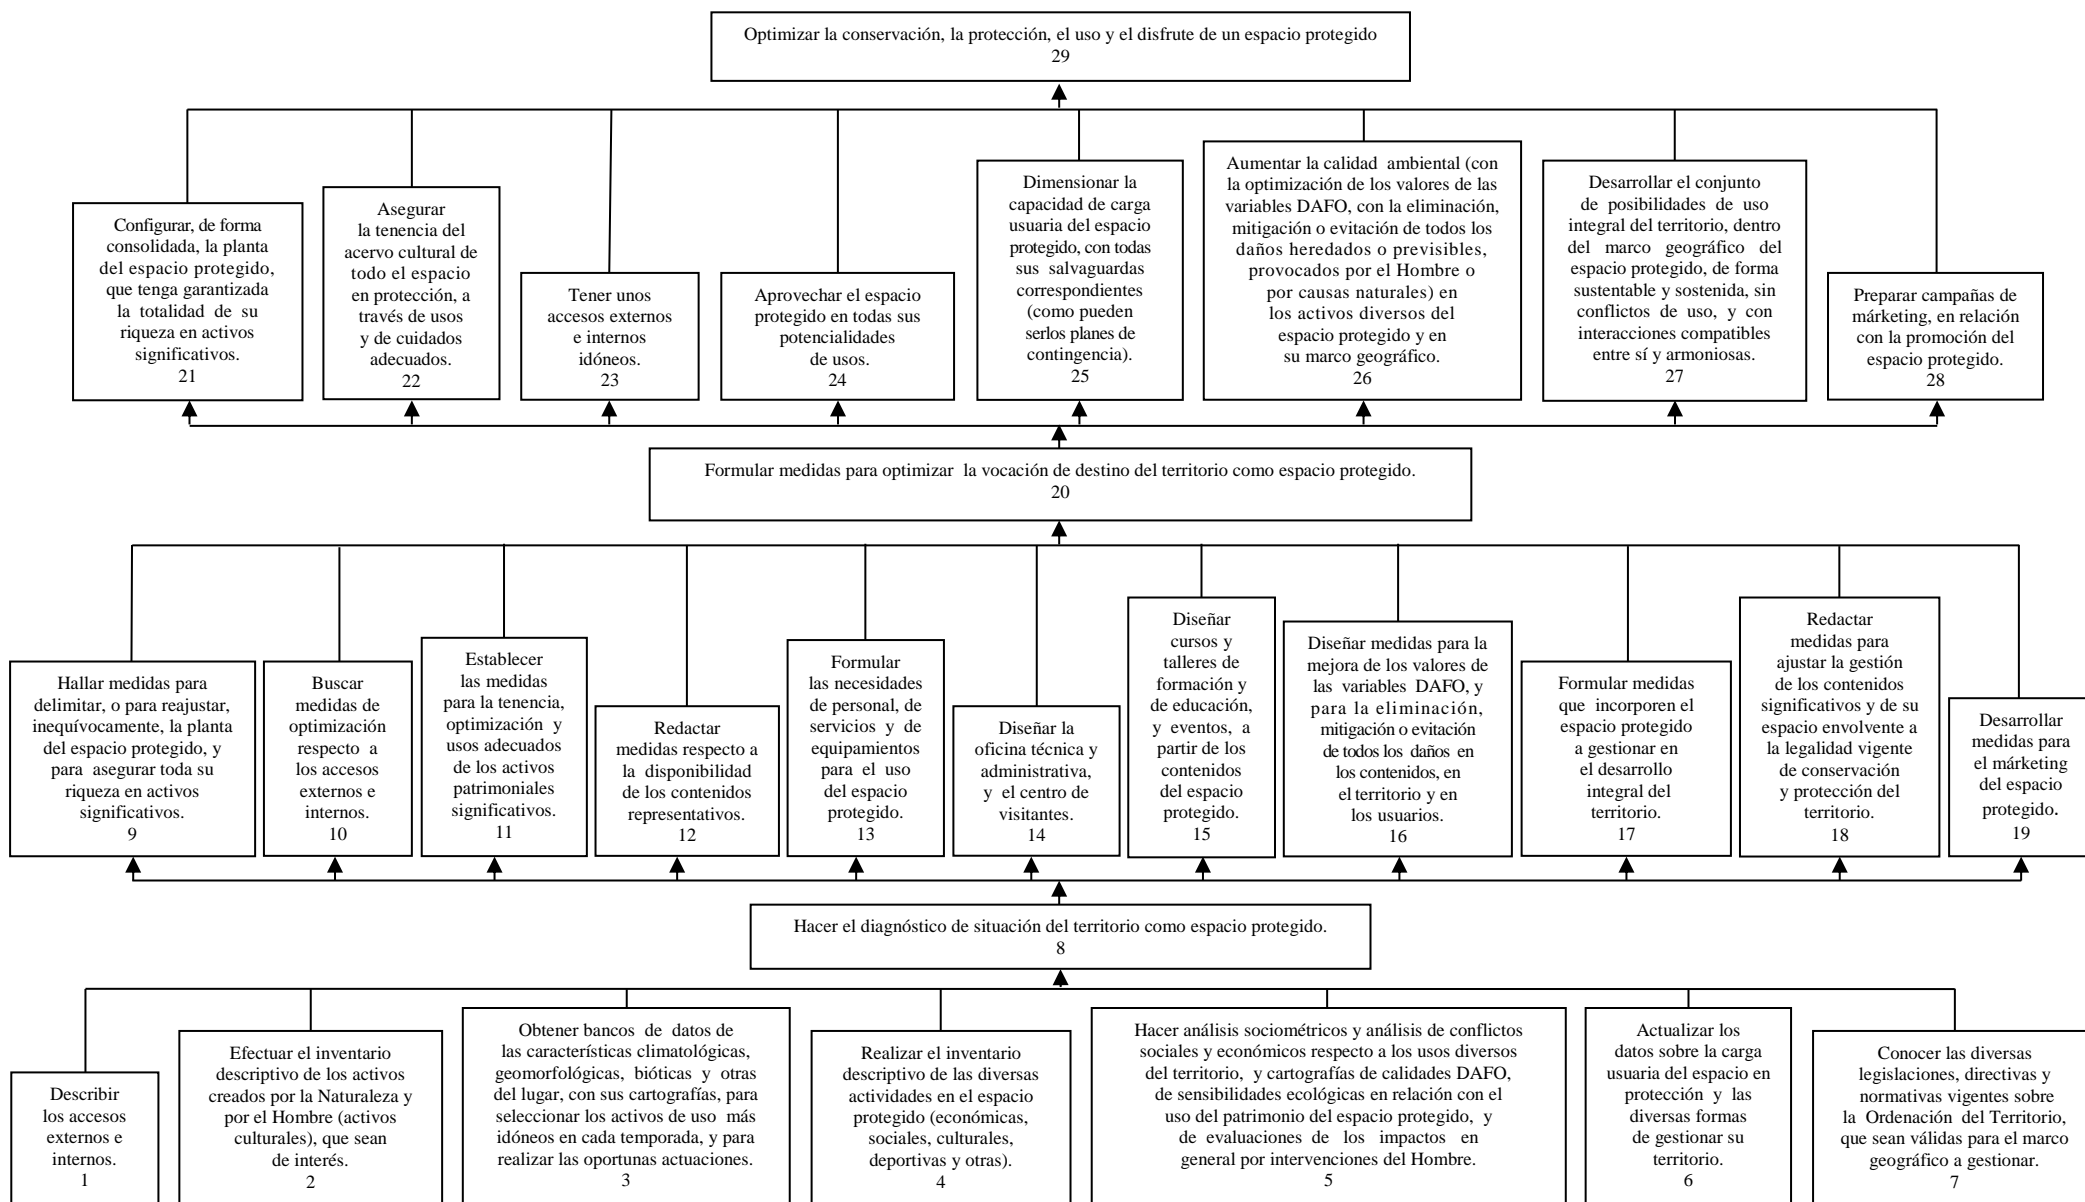 Optimizar la conservación, la protección, el uso y el disfrute de un espacio protegido
29
Configurar, de forma
consolidada, la planta
del espacio protegido,
que tenga garantizada
la totalidad de su
riqueza en activos
significativos.
21
Asegurar
la tenencia del
acervo cultural de
todo el espacio
en protección, a
través de usos
y de cuidados
adecuados.
22
Tener unos
accesos externos
e internos
idóneos.
23
Aprovechar el espacio
protegido en todas sus
potencialidades
de usos.
24
Dimensionar la
capacidad de carga
usuaria del espacio
protegido, con todas
sus salvaguardas
correspondientes
(como pueden
serlos planes de
contingencia).
25
Aumentar la calidad ambiental (con
la optimización de los valores de las
variables DAFO, con la eliminación,
mitigación o evitación de todos los
daños heredados o previsibles,
provocados por el Hombre o
por causas naturales) en
los activos diversos del
espacio protegido y en
su marco geográfico.
26
Desarrollar el conjunto
de posibilidades de uso
integral del territorio, dentro
del marco geográfico del
espacio protegido, de forma
sustentable y sostenida, sin
conflictos de uso, y con
interacciones compatibles
entre sí y armoniosas.
27
Preparar campañas de
márketing, en relación
con la promoción del
espacio protegido.
28
Formular medidas para optimizar la vocación de destino del territorio como espacio protegido.
20
Hallar medidas para
delimitar, o para reajustar,
inequívocamente, la planta
del espacio protegido, y
para asegurar toda su
riqueza en activos
significativos.
9
Buscar
medidas de
optimización
respecto a
los accesos
externos e
internos.
10
Establecer
las medidas
para la tenencia,
optimización y
usos adecuados
de los activos
patrimoniales
significativos.
11
Redactar
medidas respecto a
la disponibilidad
de los contenidos
representativos.
12
Formular
las necesidades
de personal, de
servicios y de
equipamientos
para el uso
del espacio
protegido.
13
Diseñar la
oficina técnica y
administrativa,
y el centro de
visitantes.
14
Diseñar
cursos y
talleres de
formación y
de educación,
y eventos, a
partir de los
contenidos
del espacio
protegido.
15
Diseñar medidas para la
mejora de los valores de
las variables DAFO, y
para la eliminación,
mitigación o evitación
de todos los daños en
los contenidos, en
el territorio y en
los usuarios.
16
Formular medidas
que incorporen el
espacio protegido
a gestionar en
el desarrollo
integral del
territorio.
17
Redactar
medidas para
ajustar la gestión
de los contenidos
significativos y de su
espacio envolvente a
la legalidad vigente
de conservación
y protección del
territorio.
18
Desarrollar
medidas para
el márketing
del espacio
protegido.
19
Hacer el diagnóstico de situación del territorio como espacio protegido.
8
Describir
los accesos
externos e
internos.
1
Efectuar el inventario
descriptivo de los activos
creados por la Naturaleza y
por el Hombre (activos
culturales), que sean
de interés.
2
Obtener bancos de datos de
las características climatológicas,
geomorfológicas, bióticas y otras
del lugar, con sus cartografías, para
seleccionar los activos de uso más
idóneos en cada temporada, y para
realizar las oportunas actuaciones.
3
Realizar el inventario
descriptivo de las diversas
actividades en el espacio
protegido (económicas,
sociales, culturales,
deportivas y otras).
4
Hacer análisis sociométricos y análisis de conflictos
sociales y económicos respecto a los usos diversos
del territorio, y cartografías de calidades DAFO,
de sensibilidades ecológicas en relación con el
uso del patrimonio del espacio protegido, y
de evaluaciones de los impactos en
general por intervenciones del Hombre.
5
Actualizar los
datos sobre la carga
usuaria del espacio en
protección y las
diversas formas
de gestionar su
territorio.
6
Conocer las diversas
legislaciones, directivas y
normativas vigentes sobre
la Ordenación del Territorio,
que sean válidas para el marco
geográfico a gestionar.
7